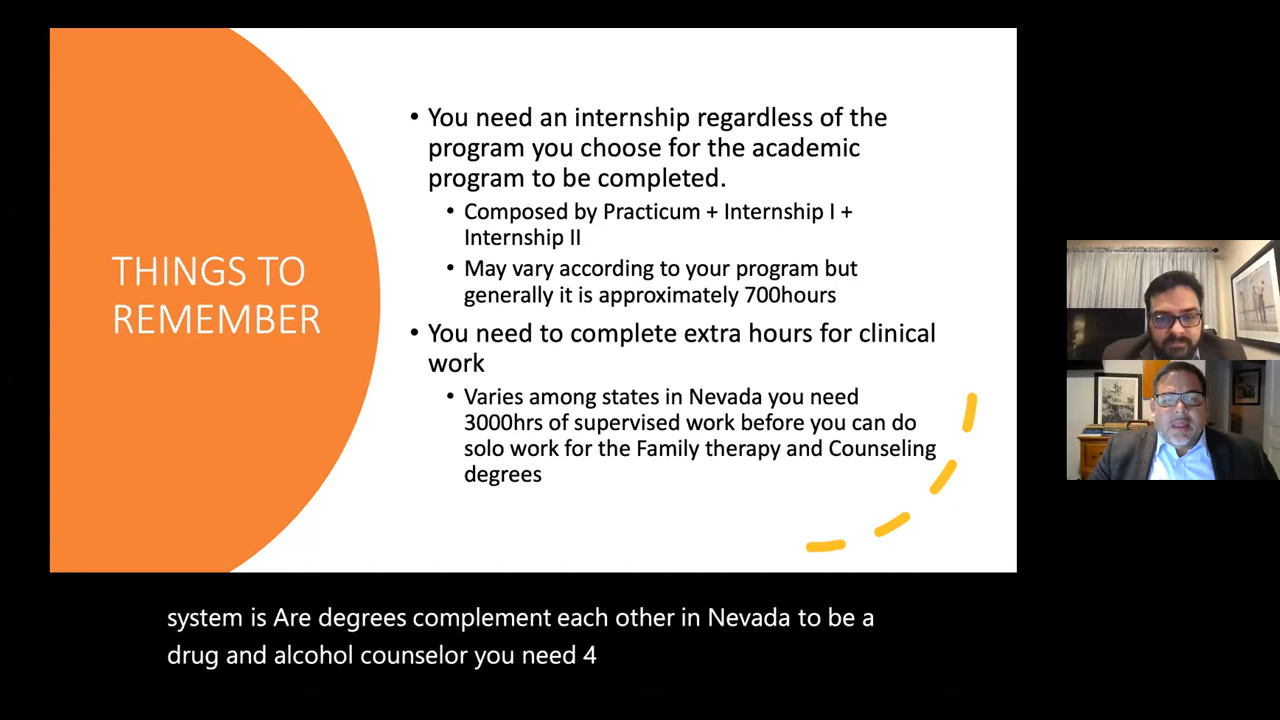 THINGS TO
REMEMBER
• You need an internship regardless of the
program you choose for the academic
program to be completed.
• Composed by Practicum + Internship I +
Internship II
• May vary according to your program but
generally it is approximately 700hours
• You need to complete extra hours for clinical
work
• Varies among states in Nevada you need
3000hrs of supervised work before you can do
solo work for the Family therapy and Counseling
degrees
system is Are degrees complement each other in Nevada to be a
drug and alcohol counselor you need 4